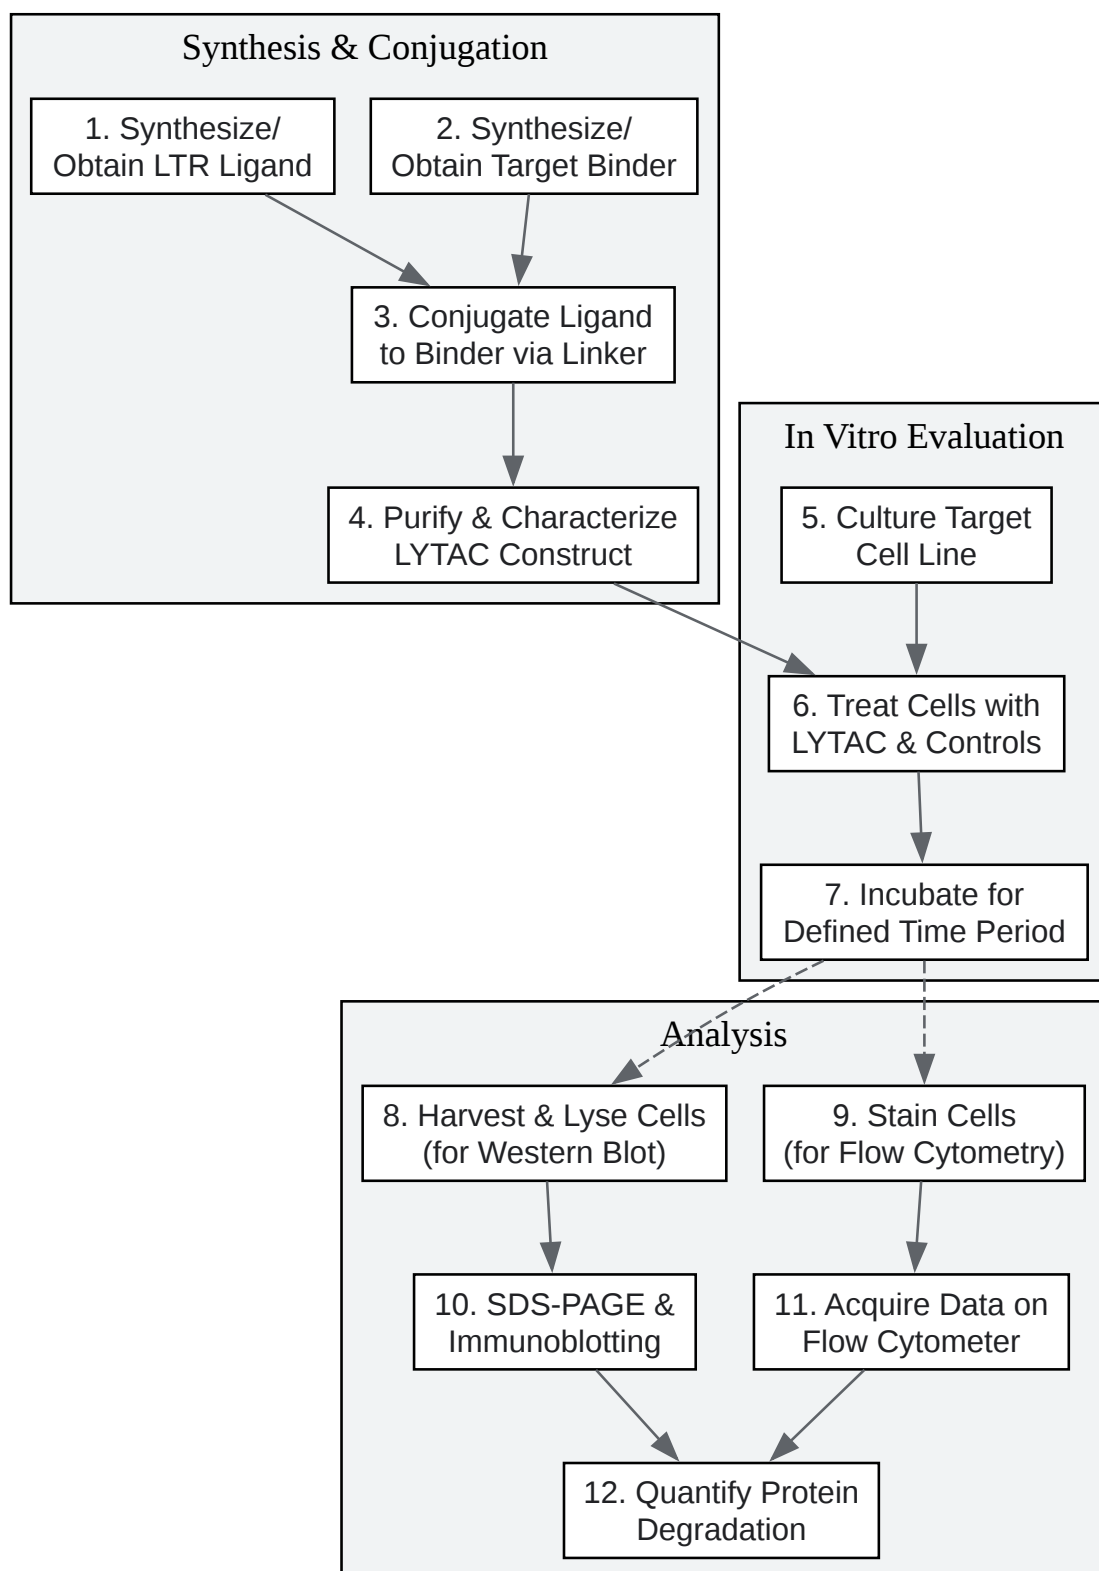 Synthesis & Conjugation
1. Synthesize/
Obtain LTR Ligand
2. Synthesize/
Obtain Target Binder
3. Conjugate Ligand
to Binder via Linker
4. Purify & Characterize
LYTAC Construct
In Vitro Evaluation
5. Culture Target
Cell Line
6. Treat Cells with
LYTAC & Controls
7. Incubate for
Defined Time Period
Analysis
8. Harvest & Lyse Cells
(for Western Blot)
9. Stain Cells
(for Flow Cytometry)
10. SDS-PAGE &
Immunoblotting
11. Acquire Data on
Flow Cytometer
12. Quantify Protein
Degradation